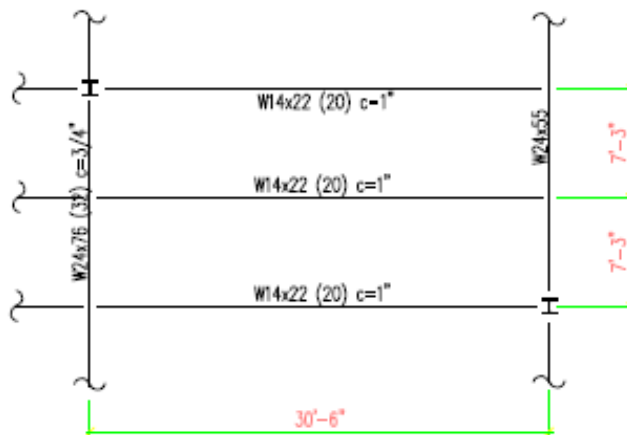 W14x22 (20) c=1"
W24x76 (32) c=3/4"
W24x55
7'-3"
W14x22 (20) c=1"
7'-3"
W14x22 (20) c=1"
30'-6"